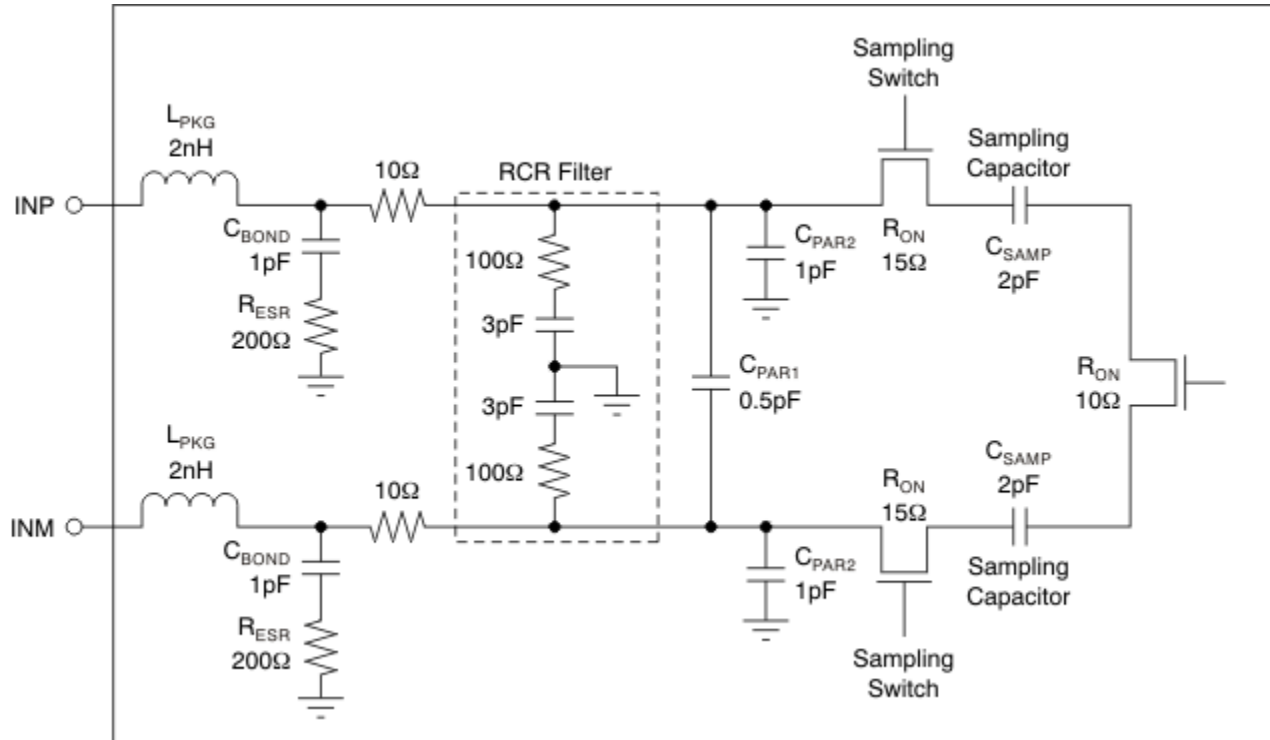 Sampling
Switch
L_PKG
2nH
Sampling
Capacitor
10Ω
RCR Filter
INP
C_BOND
1pF
R_ESR
200Ω
100Ω
3pF
C_PAR2
1pF
R_ON
15Ω
C_SAMP
2pF
C_PAR1
0.5pF
R_ON
10Ω
3pF
100Ω
L_PKG
2nH
10Ω
INM
C_BOND
1pF
R_ESR
200Ω
C_PAR2
1pF
R_ON
15Ω
C_SAMP
2pF
Sampling
Capacitor
Sampling
Switch